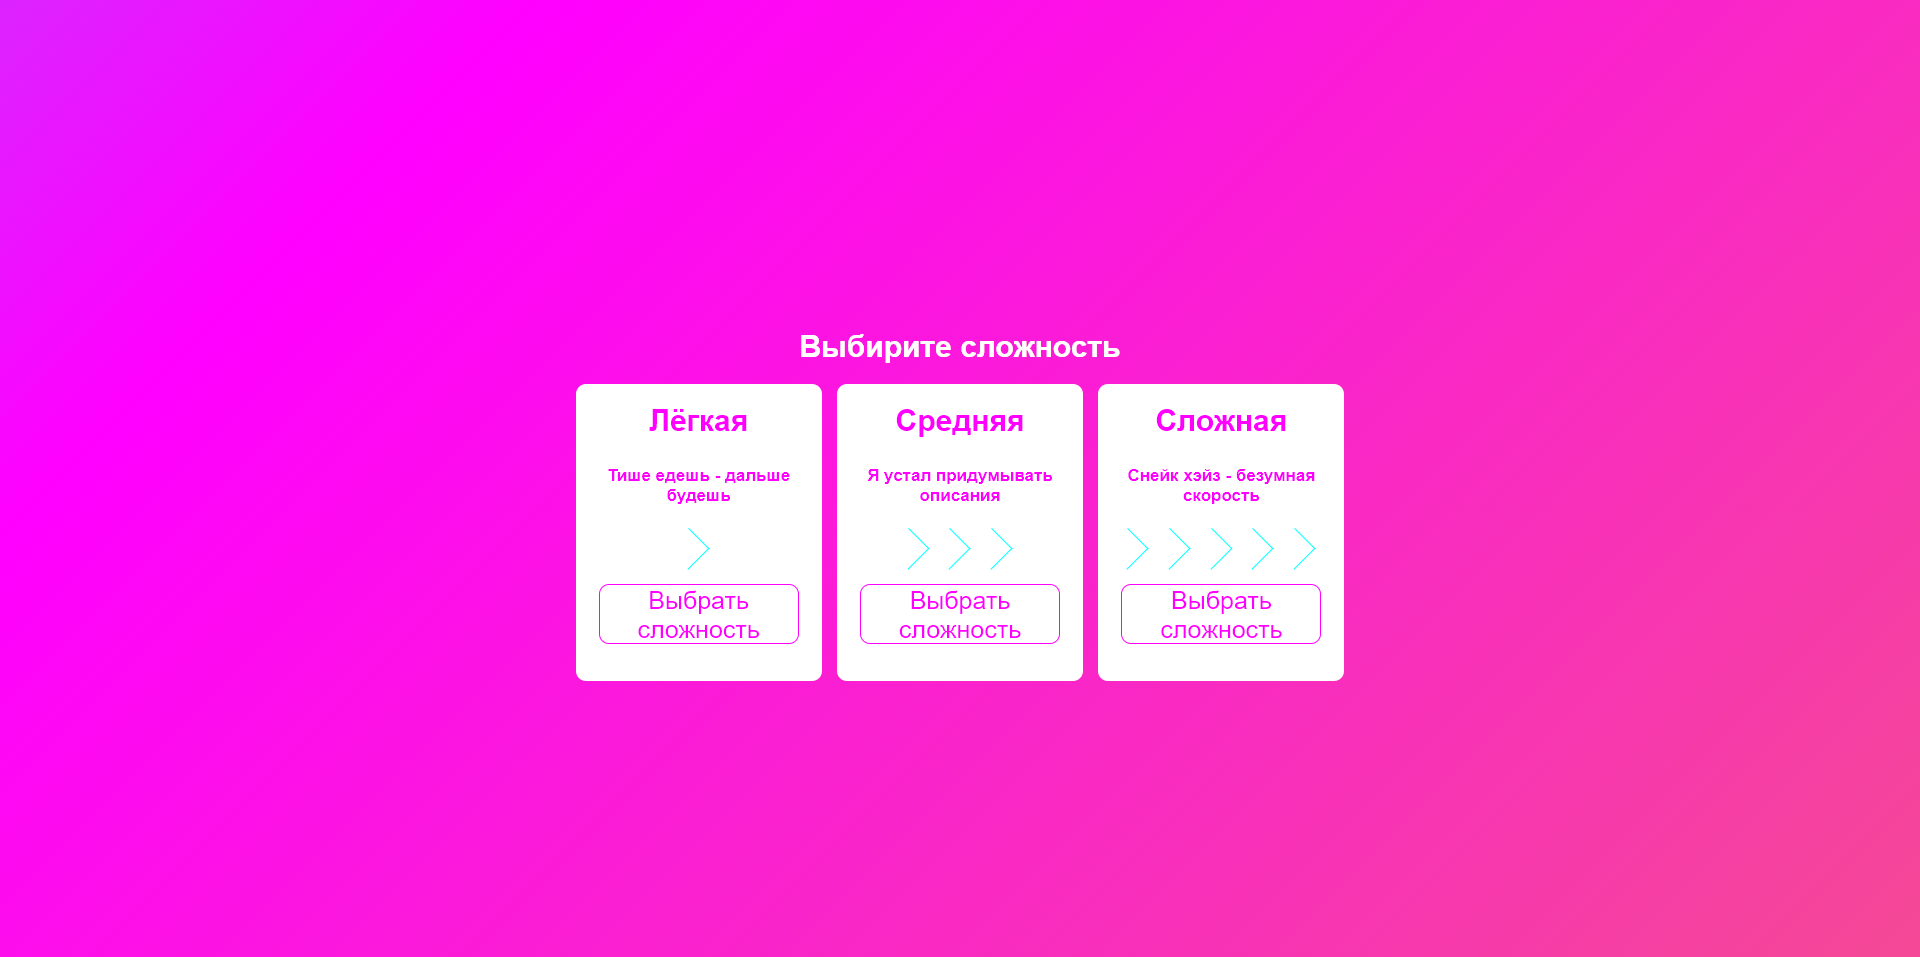 Выбирите сложность
Лёгкая
Тише едешь - дальше
будешь
Выбрать
сложность
Средняя
Я устал придумывать
описания
Выбрать
сложность
Сложная
Снейк хэйз - безумная
скорость
Выбрать
сложность